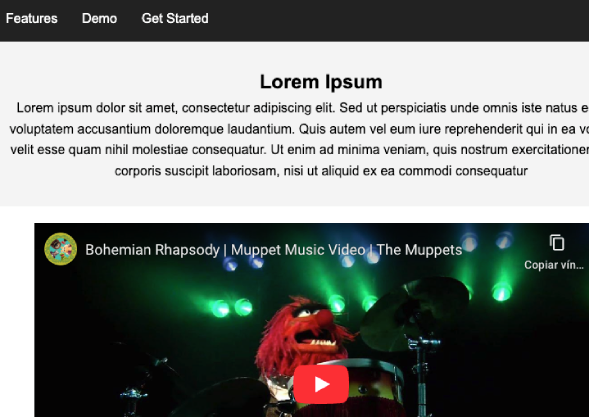 Features Demo Get Started
Lorem Ipsum
Lorem ipsum dolor sit amet, consectetur adipiscing elit. Sed ut perspiciatis unde omnis iste natus e
voluptatem accusantium doloremque laudantium. Quis autem vel eum iure reprehenderit qui in ea vo
velit esse quam nihil molestiae consequatur. Ut enim ad minima veniam, quis nostrum exercitatione
corporis suscipit laboriosam, nisi ut aliquid ex ea commodi consequatur
Bohemian Rhapsody | Muppet Music Video | The Muppets
Copiar vín...